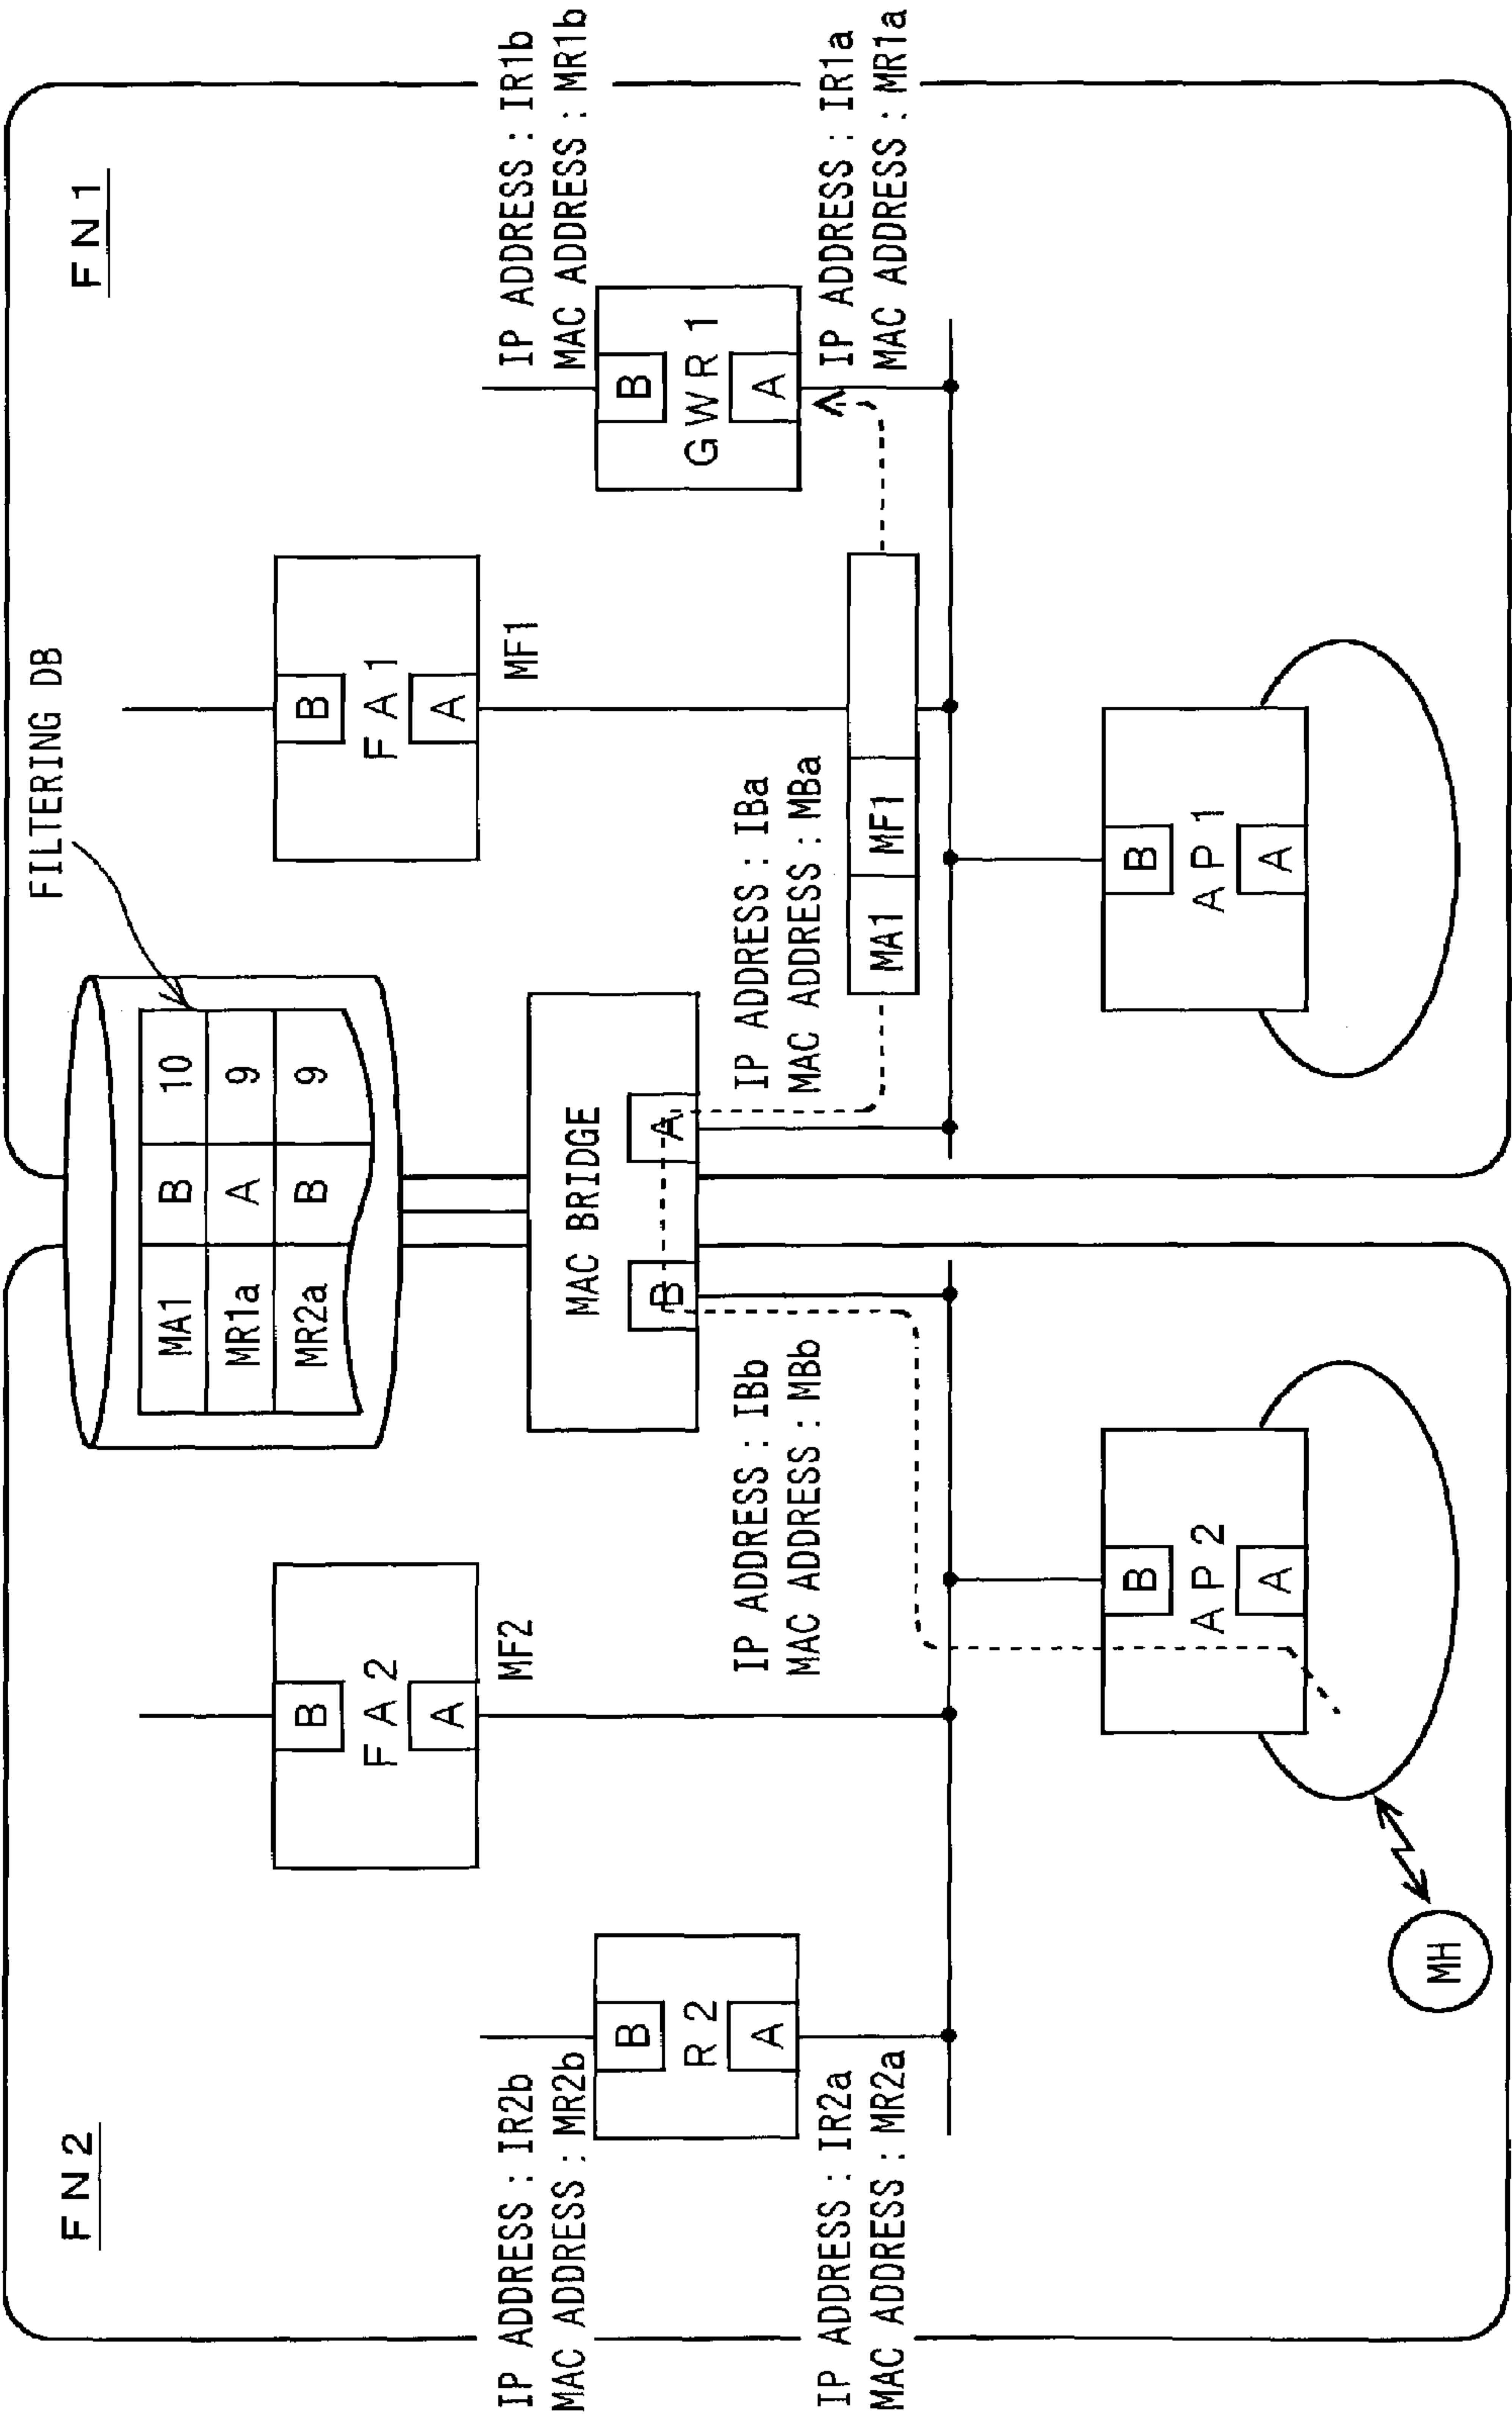 FN2
FN1
FILTERING DB
MA1 B 10
MR1a A 9
MR2a B 9
B
FA2
A
MF2
B
FA1
A
MF1
IP ADDRESS : IR2b
MAC ADDRESS : MR2b
B
R2
A
IP ADDRESS : IR2a
MAC ADDRESS : MR2a
MAC BRIDGE
B
A
IP ADDRESS : IBb
MAC ADDRESS : MBb
IP ADDRESS : IBa
MAC ADDRESS : MBa
MA1 MF1
IP ADDRESS : IR1b
MAC ADDRESS : MR1b
B
GWR1
A
IP ADDRESS : IR1a
MAC ADDRESS : MR1a
B
AP2
A
B
AP1
A
MH